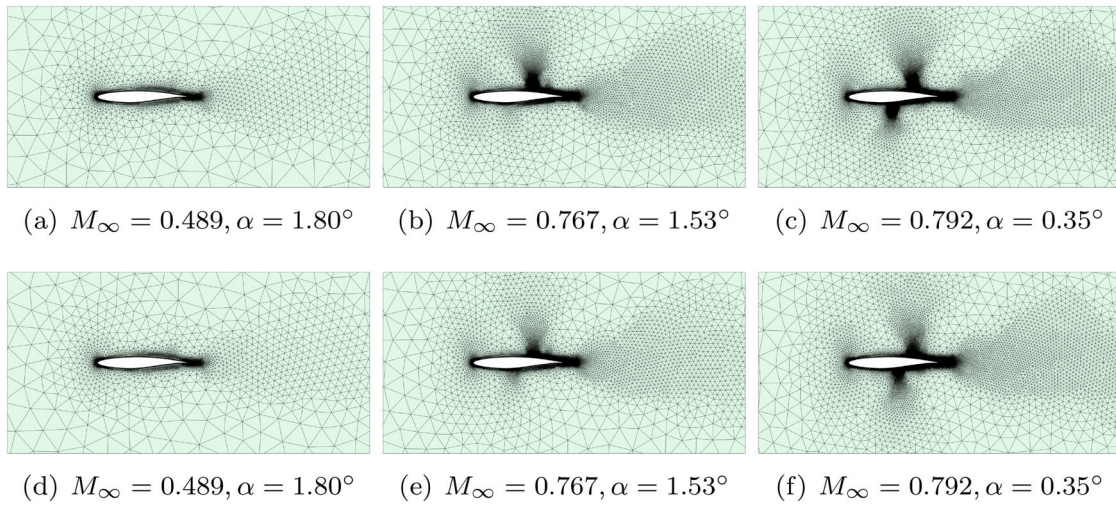 (a) M∞ = 0.489, α = 1.80°
(b) M∞ = 0.767, α = 1.53°
(c) M∞ = 0.792, α = 0.35°
(d) M∞ = 0.489, α = 1.80°
(e) M∞ = 0.767, α = 1.53°
(f) M∞ = 0.792, α = 0.35°